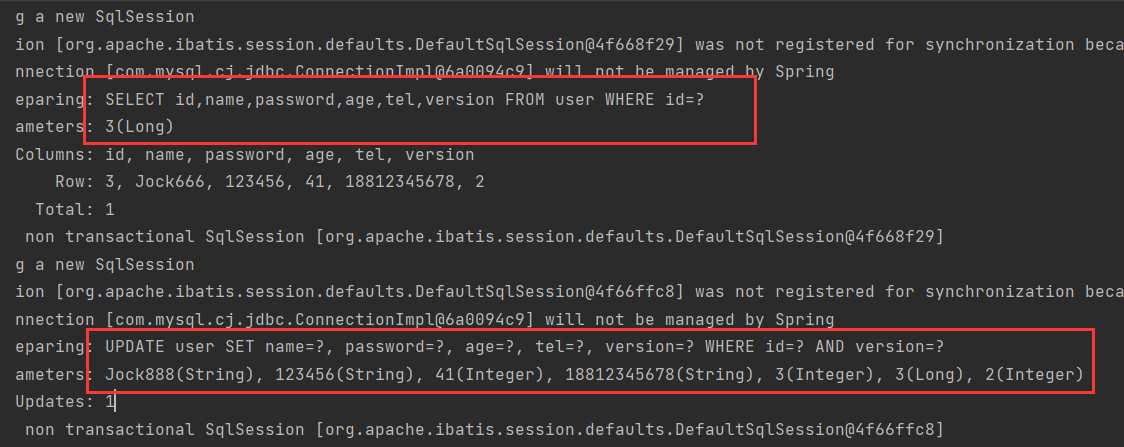 g a new SqlSession
ion [org.apache.ibatis.session.defaults.DefaultSqlSession@4f668f29] was not registered for synchronization beca
nnection [com.mysql.cj.jdbc.ConnectionImpl@6a0094c9] will not be managed by Spring
eparing: SELECT id,name,password,age,tel,version FROM user WHERE id=?
ameters: 3(Long)
Columns: id, name, password, age, tel, version
Row: 3, Jock666, 123456, 41, 18812345678, 2
Total: 1
non transactional SqlSession [org.apache.ibatis.session.defaults.DefaultSqlSession@4f668f29]
g a new SqlSession
ion [org.apache.ibatis.session.defaults.DefaultSqlSession@4f66ffc8] was not registered for synchronization beca
nnection [com.mysql.cj.jdbc.ConnectionImpl@6a0094c9] will not be managed by Spring
eparing: UPDATE user SET name=?, password=?, age=?, tel=?, version=? WHERE id=? AND version=?
ameters: Jock888(String), 123456(String), 41(Integer), 18812345678(String), 3(Integer), 3(Long), 2(Integer)
Updates: 1
non transactional SqlSession [org.apache.ibatis.session.defaults.DefaultSqlSession@4f66ffc8]